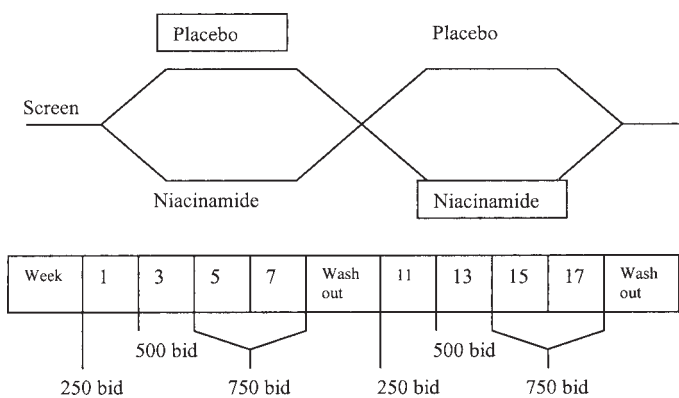 Placebo Placebo
Screen
Niacinamide Niacinamide
Week 1 3 5 7 Wash out 11 13 15 17 Wash out
500 bid 500 bid
250 bid 750 bid 250 bid 750 bid